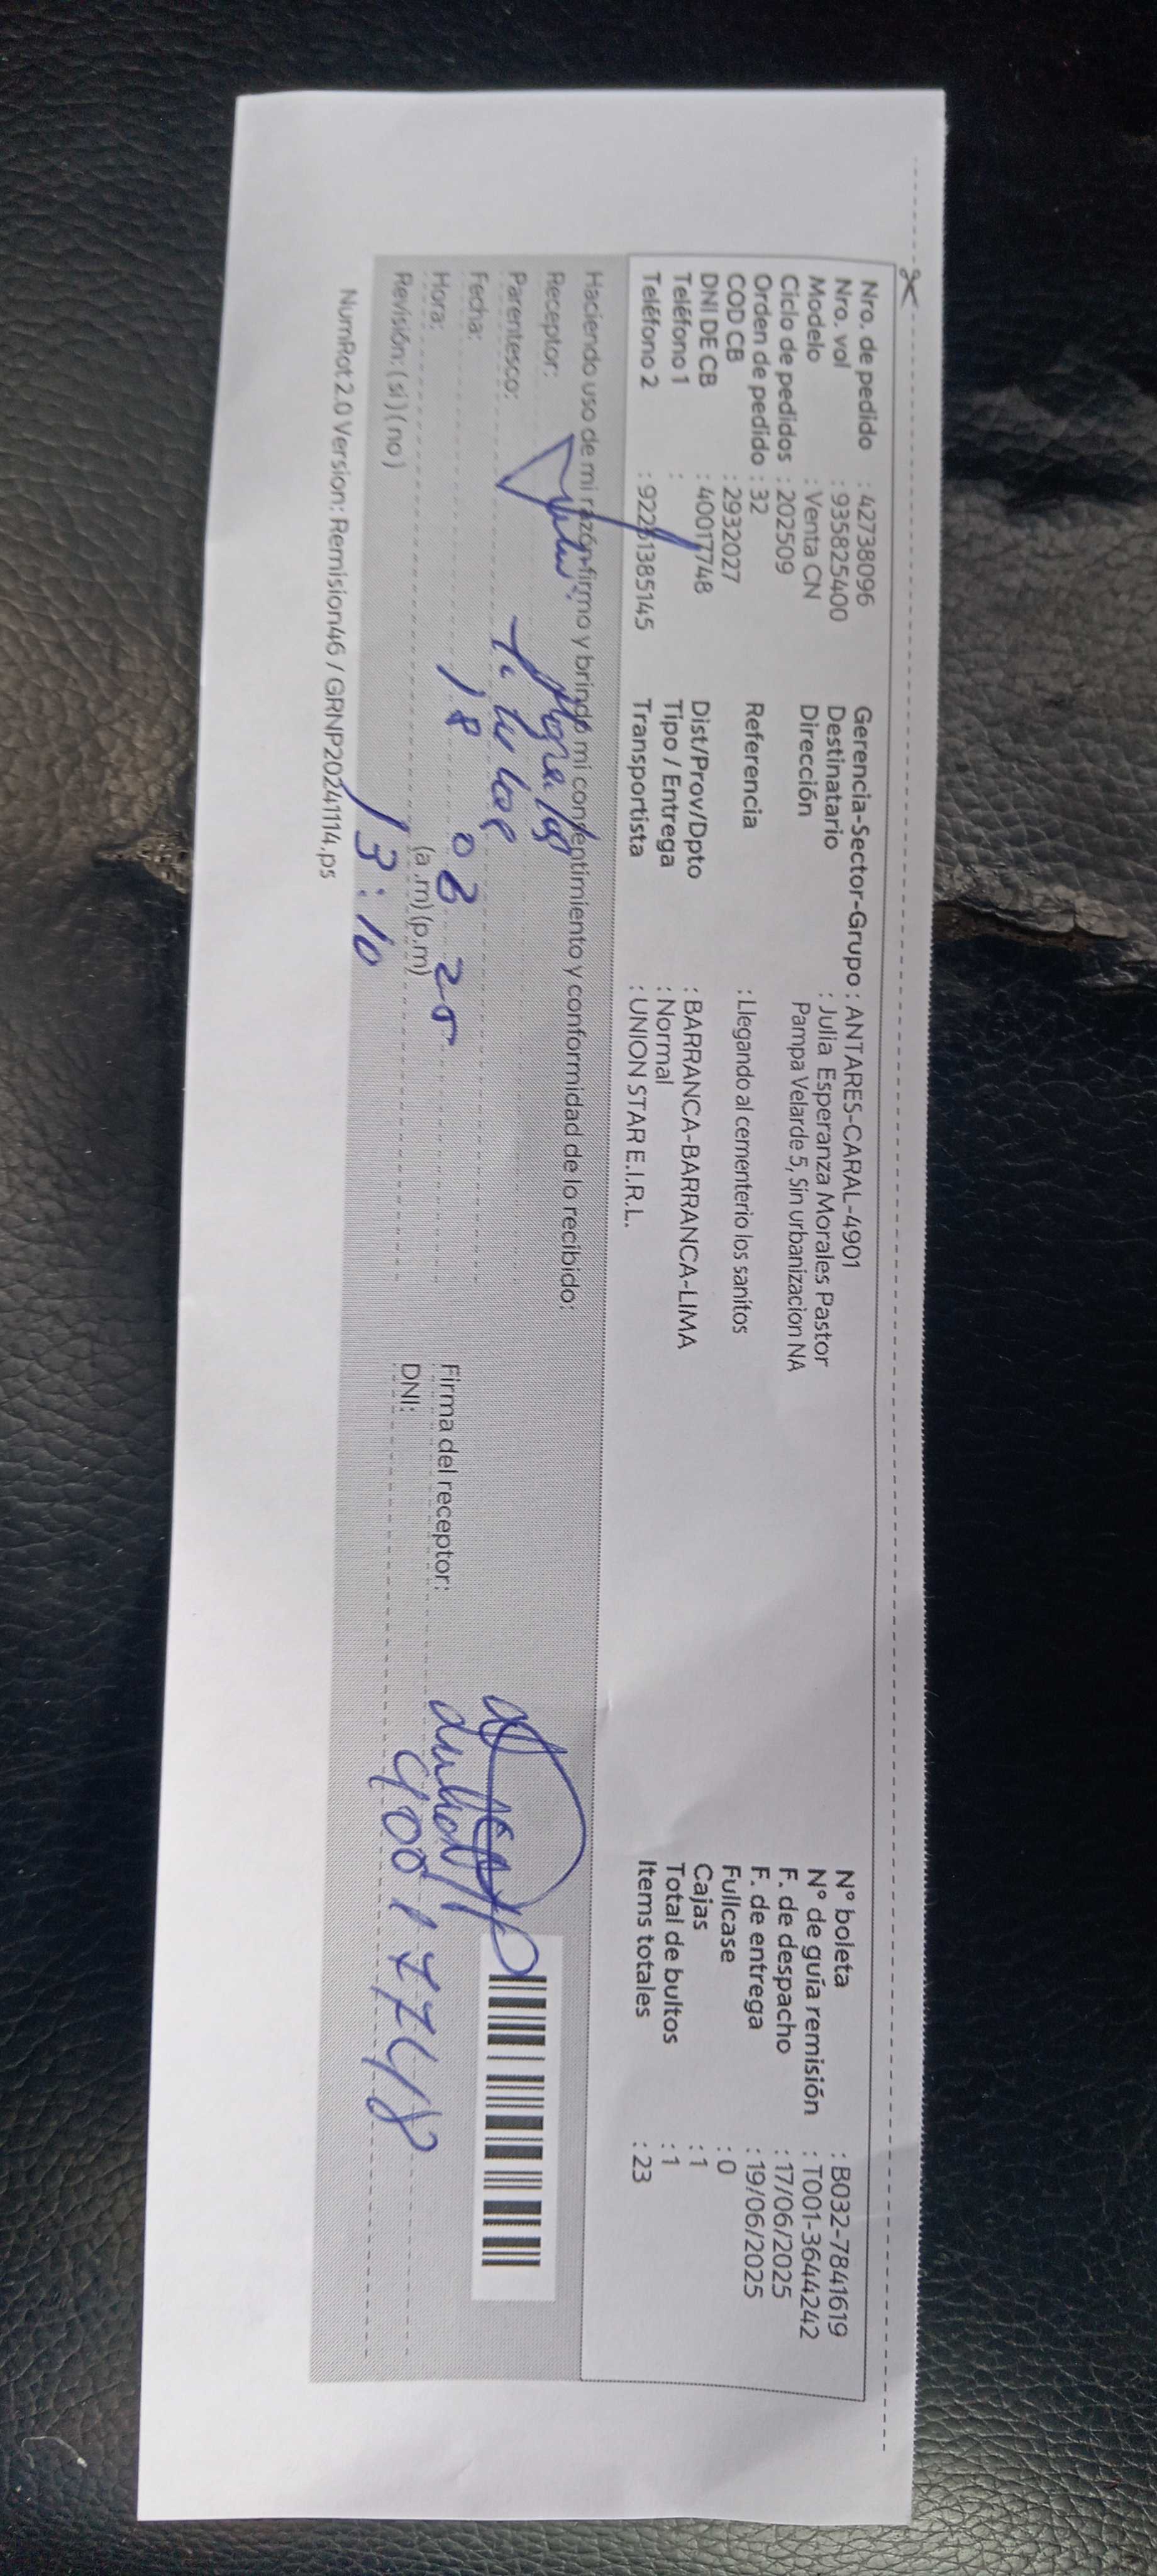 Nro. de pedido : 42738096
Nro. vol : 935825400
Modelo : Venta CN
Ciclo de pedidos : 202509
Orden de pedido : 32
COD CB : 2932027
DNI DE CB : 40017748
Teléfono 1 :
Teléfono 2 : 92251385145
Gerencia-Sector-Grupo : ANTARES-CARAL-4901
Destinatario : Julia Esperanza Morales Pastor
Dirección Pampa Velarde 5, Sin urbanizacion NA
Referencia : Llegando al cementerio los sanitos
Dist/Prov/Dpto : BARRANCA-BARRANCA-LIMA
Tipo / Entrega : Normal
Transportista : UNION STAR E.I.R.L.
N° boleta : B032-7841619
N° de guía remisión : T001-3644242
F. de despacho : 17/06/2025
F. de entrega : 19/06/2025
Fullcase : 0
Cajas : 1
Total de bultos : 1
Items totales : 23
Haciendo uso de mi razón firmo y brindo mi consentimiento y conformidad de lo recibido:
Receptor: Morales
Parentesco: Titular
Fecha: 18 06 25
Hora: 13:10 (a.m) (p.m)
Revisión: ( si ) ( no )
Firma del receptor:
DNI: 40017748
NumRot 2.0 Version: Remision46 / GRNP20241114.ps